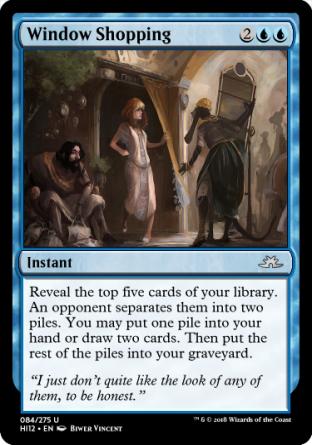 Window Shopping 2
Instant
Reveal the top five cards of your library.
An opponent separates them into two
piles. You may put one pile into your
hand or draw two cards. Then put the
rest of the piles into your graveyard.
“I just don’t quite like the look of any
of them, to be honest.”
084/275 U
HI12 • EN Biwer Vincent
™ & © 2018 Wizards of the Coast